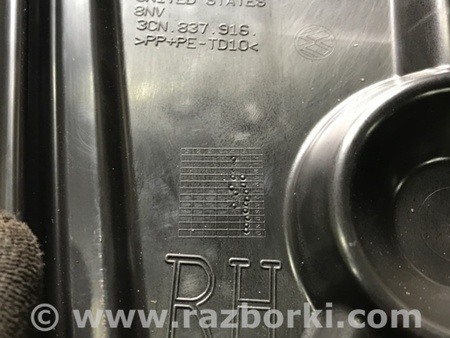 UNITED STATES
8NV
3CN.837.916.
>PP+PE-TD10<
RH
© www.razborki.com